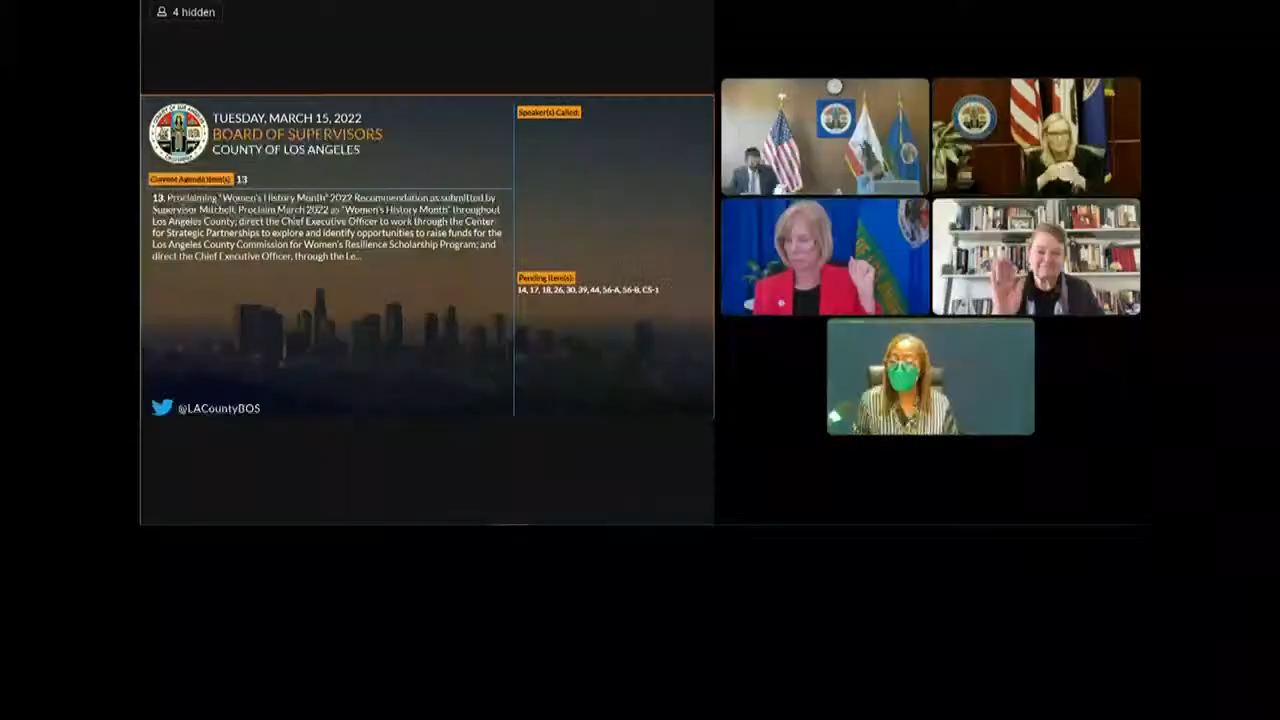 4 hidden
TUESDAY, MARCH 15, 2022
BOARD OF SUPERVISORS
COUNTY OF LOS ANGELES
Current Agenda Item(s): 13
13. Proclaiming "Women's History Month" 2022 Recommendation as submitted by
Supervisor Mitchell: Proclaim March 2022 as "Women's History Month" throughout
Los Angeles County; direct the Chief Executive Officer to work through the Center
for Strategic Partnerships to explore and identify opportunities to raise funds for the
Los Angeles County Commission for Women's Resilience Scholarship Program; and
direct the Chief Executive Officer, through the Le...
@LACountyBOS
Speaker(s) Called:
Pending Item(s):
14, 17, 18, 26, 30, 39, 44, 56-A, 56-B, CS-1